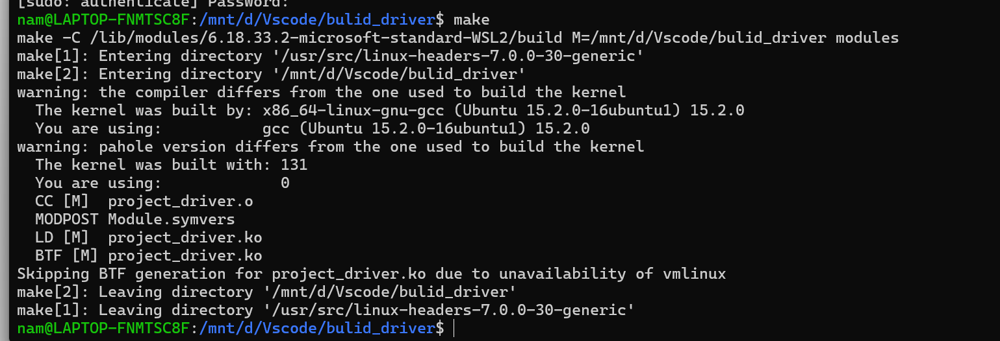 [sudo: authenticate] Password:
nam@LAPTOP-FNMTSC8F:/mnt/d/Vscode/bulid_driver$ make
make -C /lib/modules/6.18.33.2-microsoft-standard-WSL2/build M=/mnt/d/Vscode/bulid_driver modules
make[1]: Entering directory '/usr/src/linux-headers-7.0.0-30-generic'
make[2]: Entering directory '/mnt/d/Vscode/bulid_driver'
warning: the compiler differs from the one used to build the kernel
  The kernel was built by: x86_64-linux-gnu-gcc (Ubuntu 15.2.0-16ubuntu1) 15.2.0
  You are using:           gcc (Ubuntu 15.2.0-16ubuntu1) 15.2.0
warning: pahole version differs from the one used to build the kernel
  The kernel was built with: 131
  You are using:             0
  CC [M]  project_driver.o
  MODPOST Module.symvers
  LD [M]  project_driver.ko
  BTF [M] project_driver.ko
Skipping BTF generation for project_driver.ko due to unavailability of vmlinux
make[2]: Leaving directory '/mnt/d/Vscode/bulid_driver'
make[1]: Leaving directory '/usr/src/linux-headers-7.0.0-30-generic'
nam@LAPTOP-FNMTSC8F:/mnt/d/Vscode/bulid_driver$